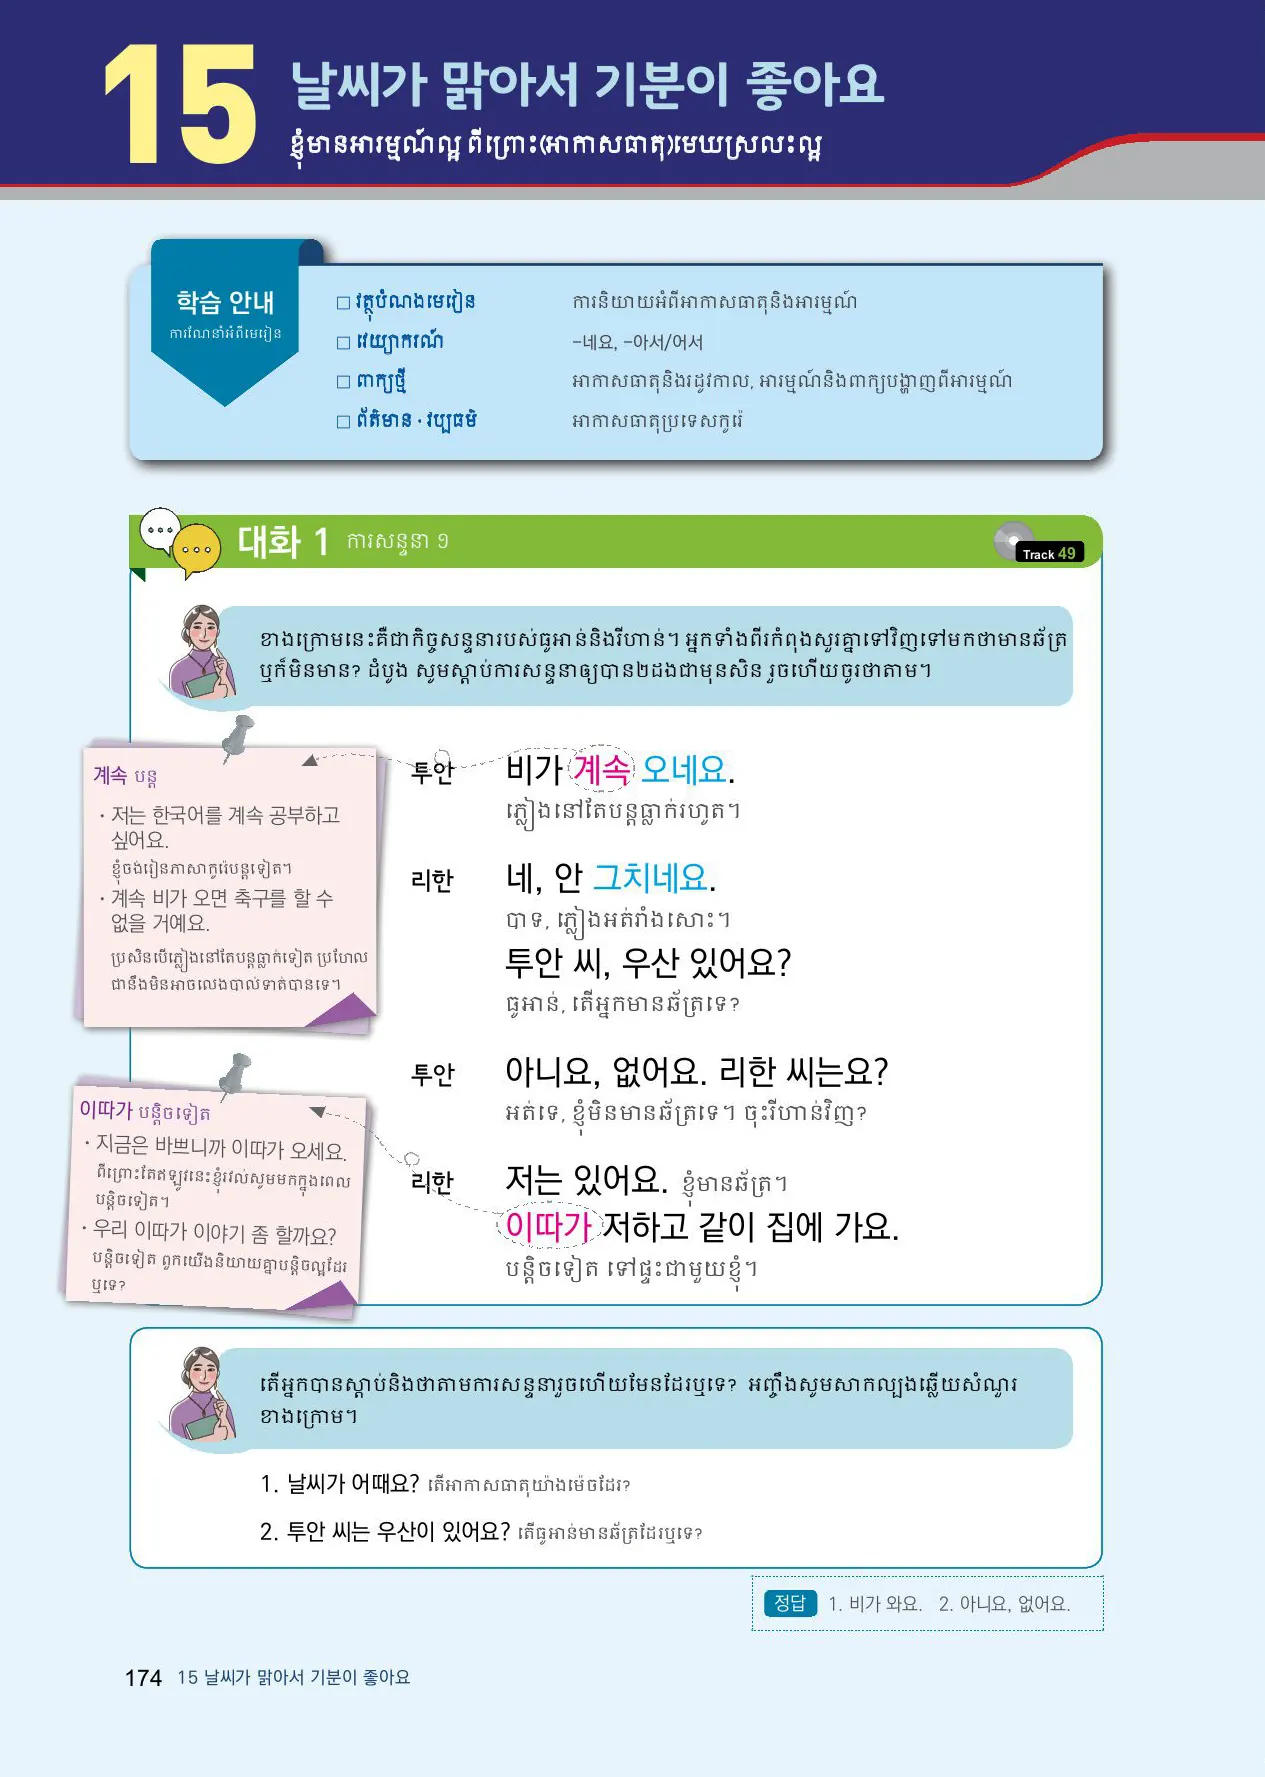 15
날씨가 맑아서 기분이 좋아요
ខ្ញុំមានអារម្មណ៍ល្អ ពីព្រោះ(អាកាសធាតុ)មេឃស្រលះល្អ
학습 안내
ការណែនាំអំពីមេរៀន
□ វត្ថុបំណងមេរៀន ការនិយាយអំពីអាកាសធាតុនិងអារម្មណ៍
□ វេយ្យាករណ៍ -네요, -아서/어서
□ ពាក្យថ្មី អាកាសធាតុនិងរដូវកាល, អារម្មណ៍និងពាក្យបង្ហាញពីអារម្មណ៍
□ ព័ត៌មាន · វប្បធម៌ អាកាសធាតុប្រទេសកូរ៉េ
대화 1 ការសន្ទនា ១
Track 49
ខាងក្រោមនេះគឺជាកិច្ចសន្ទនារបស់ធូអាន់និងរីហាន់។ អ្នកទាំងពីរកំពុងសួរគ្នាទៅវិញទៅមកថាមានឆ័ត្រ
ឬក៏មិនមាន? ដំបូង សូមស្តាប់ការសន្ទនាឲ្យបាន២ដងជាមុនសិន រួចហើយចូរថាតាម។
계속 បន្ត
· 저는 한국어를 계속 공부하고
싶어요.
ខ្ញុំចង់រៀនភាសាកូរ៉េបន្តទៀត។
· 계속 비가 오면 축구를 할 수
없을 거예요.
ប្រសិនបើភ្លៀងនៅតែបន្តធ្លាក់ទៀត ប្រហែល
ជានឹងមិនអាចលេងបាល់ទាត់បានទេ។
이따가 បន្តិចទៀត
· 지금은 바쁘니까 이따가 오세요.
ពីព្រោះតែឥឡូវនេះខ្ញុំរវល់សូមមកក្នុងពេល
បន្តិចទៀត។
· 우리 이따가 이야기 좀 할까요?
បន្តិចទៀត ពួកយើងនិយាយគ្នាបន្តិចល្អដែរ
ឬទេ?
투안 비가 계속 오네요.
ភ្លៀងនៅតែបន្តធ្លាក់រហូត។
리한 네, 안 그치네요.
បាទ, ភ្លៀងអត់រាំងសោះ។
투안 씨, 우산 있어요?
ធូអាន់, តើអ្នកមានឆ័ត្រទេ?
투안 아니요, 없어요. 리한 씨는요?
អត់ទេ, ខ្ញុំមិនមានឆ័ត្រទេ។ ចុះរីហាន់វិញ?
리한 저는 있어요. ខ្ញុំមានឆ័ត្រ។
이따가 저하고 같이 집에 가요.
បន្តិចទៀត ទៅផ្ទះជាមួយខ្ញុំ។
តើអ្នកបានស្តាប់និងថាតាមការសន្ទនារួចហើយមែនដែរឬទេ? អញ្ចឹងសូមសាកល្បងឆ្លើយសំណួរ
ខាងក្រោម។
1. 날씨가 어때요? តើអាកាសធាតុយ៉ាងម៉េចដែរ?
2. 투안 씨는 우산이 있어요? តើធូអាន់មានឆ័ត្រដែរឬទេ?
정답 1. 비가 와요. 2. 아니요, 없어요.
174 15 날씨가 맑아서 기분이 좋아요